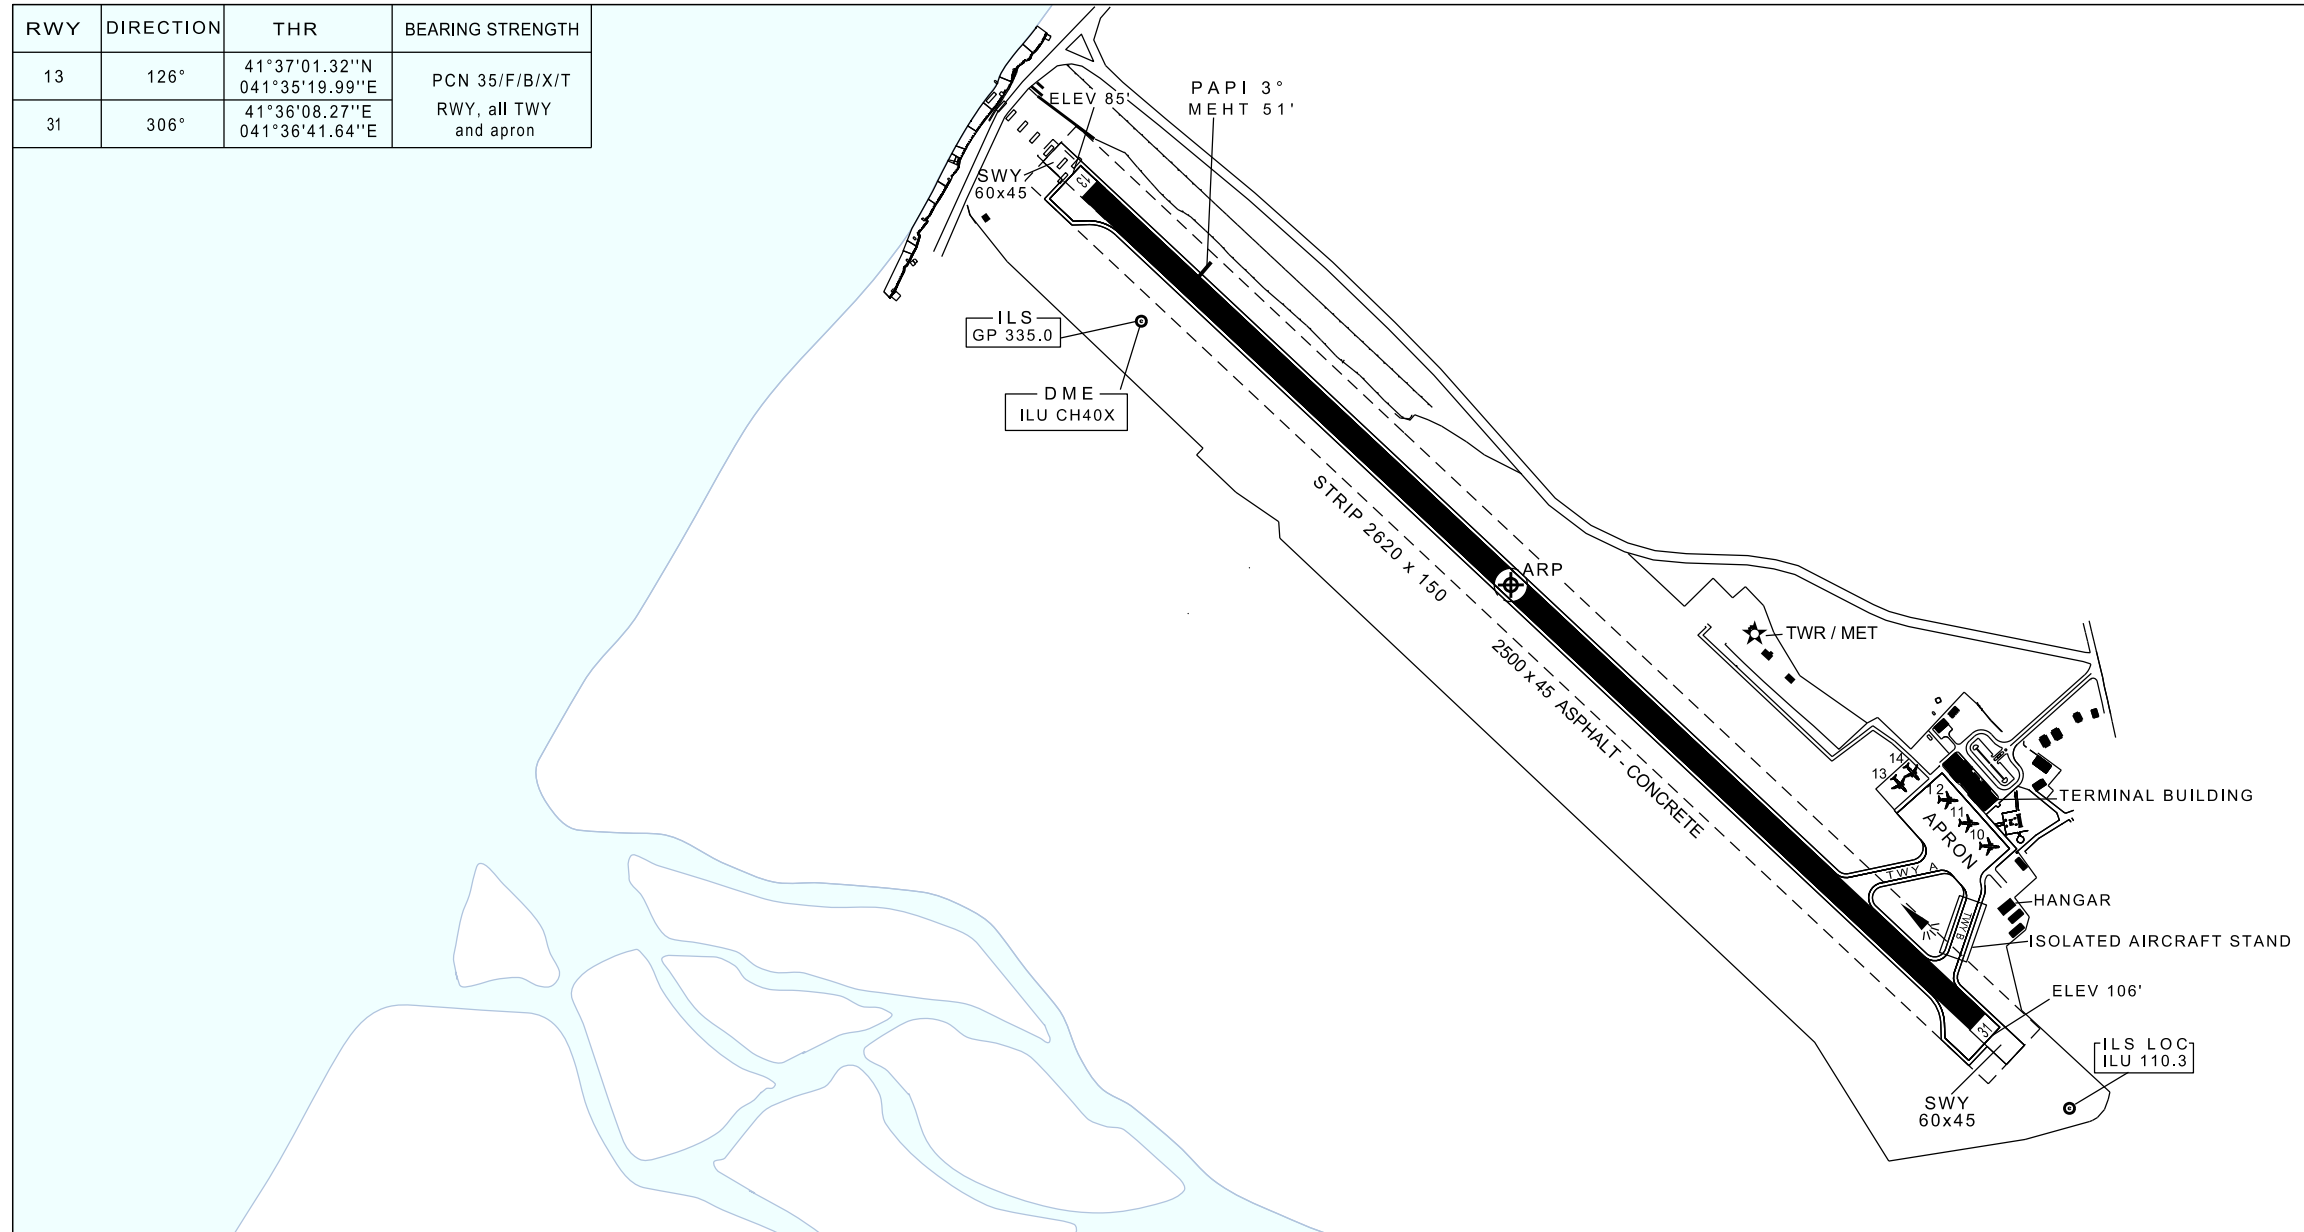 RWY DIRECTION THR BEARING STRENGTH
13 126° 41°37'01.32''N
041°35'19.99''E
31 306° 41°36'08.27''E
041°36'41.64''E
PCN 35/F/B/X/T
RWY, all TWY
and apron
ELEV 85'
PAPI 3°
MEHT 51'
SWY
60x45
13
ILS
GP 335.0
DME
ILU CH40X
STRIP 2620 x 150
ARP
2500 x 45 ASPHALT - CONCRETE
TWR / MET
14
13
12
11
10
APRON
TERMINAL BUILDING
TWY A
TWY B
HANGAR
ISOLATED AIRCRAFT STAND
ELEV 106'
31
ILS LOC
ILU 110.3
SWY
60x45